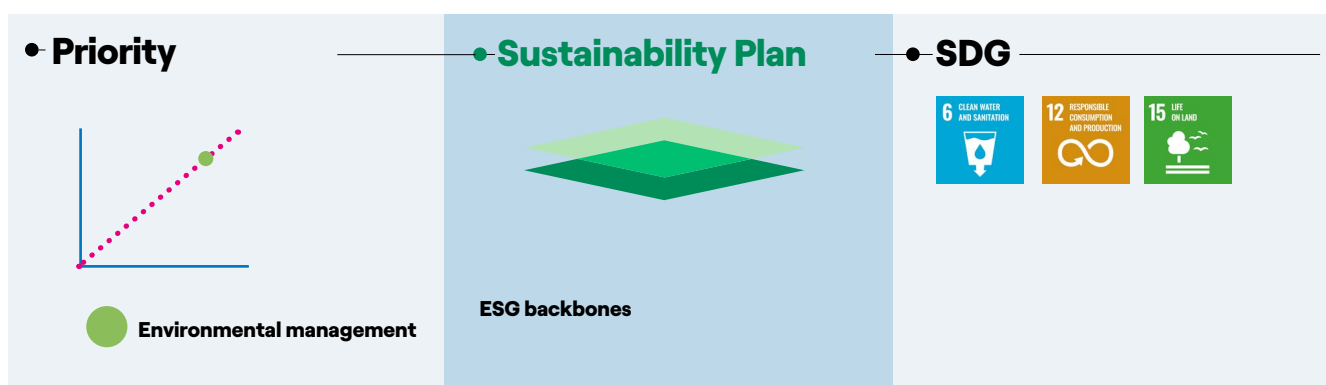 Priority
Sustainability Plan
SDG
6 CLEAN WATER
AND SANITATION
12 RESPONSIBLE
CONSUMPTION
AND PRODUCTION
15 LIFE
ON LAND
Environmental management
ESG backbones